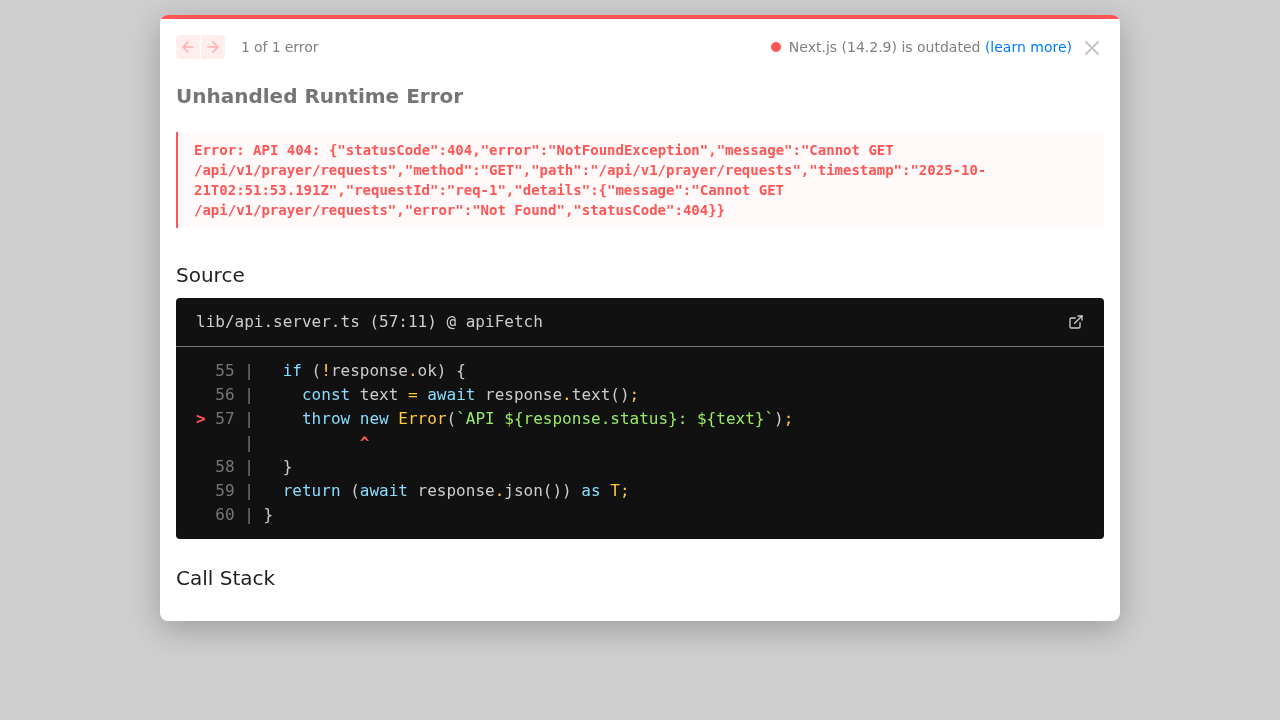 1 of 1 error
Next.js (14.2.9) is outdated (learn more)
Unhandled Runtime Error
Error: API 404: {"statusCode":404,"error":"NotFoundException","message":"Cannot GET
/api/v1/prayer/requests","method":"GET","path":"/api/v1/prayer/requests","timestamp":"2025-10-
21T02:51:53.191Z","requestId":"req-1","details":{"message":"Cannot GET
/api/v1/prayer/requests","error":"Not Found","statusCode":404}}
Source
lib/api.server.ts (57:11) @ apiFetch
55 |   if (!response.ok) {
56 |     const text = await response.text();
> 57 |     throw new Error(`API ${response.status}: ${text}`);
|           ^
58 |   }
59 |   return (await response.json()) as T;
60 | }
Call Stack